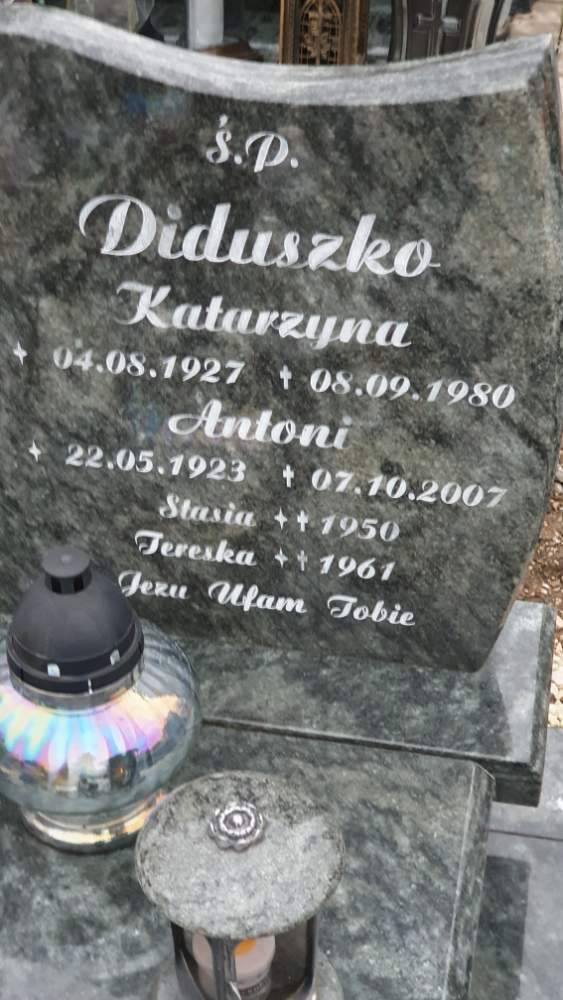 Ś.P.
Diduszko
Katarzyna
✦ 04.08.1927 ✝ 08.09.1980
Antoni
✦ 22.05.1923 ✝ 07.10.2007
Stasia ✦✝ 1950
Tereska ✦✝ 1961
Jezu Ufam Tobie